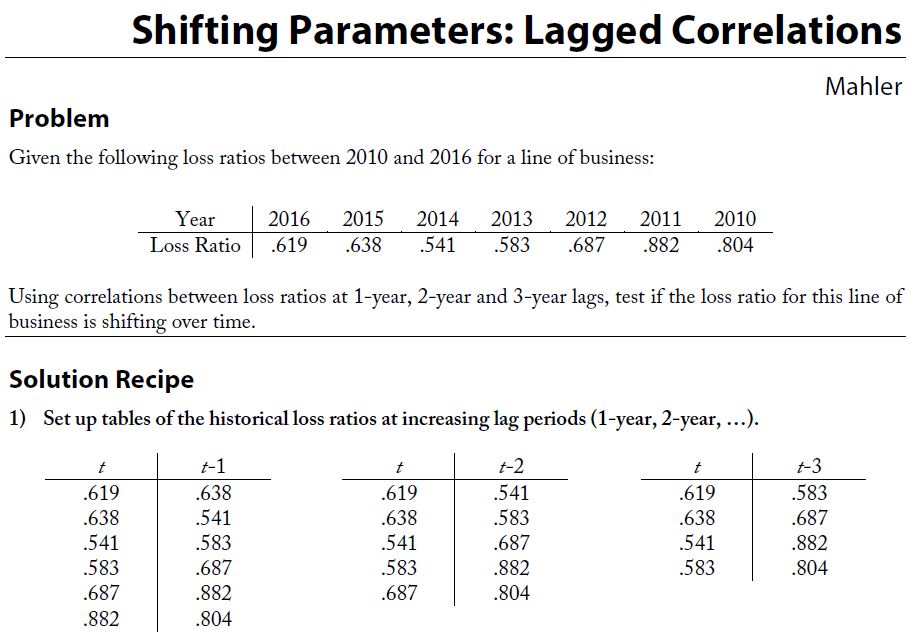 Shifting Parameters: Lagged Correlations
Mahler
Problem
Given the following loss ratios between 2010 and 2016 for a line of business:
Year 2016 2015 2014 2013 2012 2011 2010
Loss Ratio .619 .638 .541 .583 .687 .882 .804
Using correlations between loss ratios at 1-year, 2-year and 3-year lags, test if the loss ratio for this line of
business is shifting over time.
Solution Recipe
1) Set up tables of the historical loss ratios at increasing lag periods (1-year, 2-year, …).
t t-1 t t-2 t t-3
.619 .638 .619 .541 .619 .583
.638 .541 .638 .583 .638 .687
.541 .583 .541 .687 .541 .882
.583 .687 .583 .882 .583 .804
.687 .882 .687 .804
.882 .804